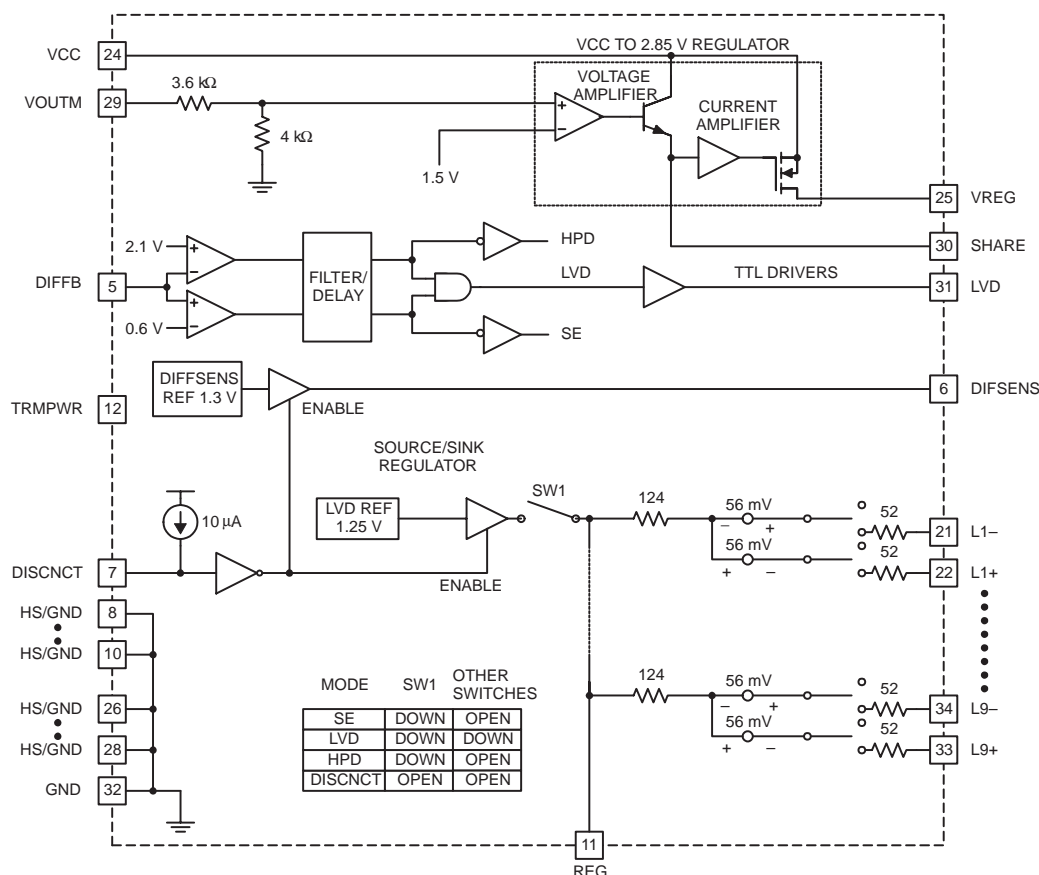 VCC
24
VCC TO 2.85 V REGULATOR
VOUTM
29
3.6 kΩ
4 kΩ
1.5 V
VOLTAGE
AMPLIFIER
+
−
CURRENT
AMPLIFIER
25
VREG
30
SHARE
DIFFB
5
2.1 V
+
−
+
−
0.6 V
FILTER/
DELAY
HPD
LVD
SE
TTL DRIVERS
31
LVD
DIFFSENS
REF 1.3 V
ENABLE
6
DIFSENS
TRMPWR
12
SOURCE/SINK
REGULATOR
10 µA
LVD REF
1.25 V
SW1
ENABLE
DISCNCT
7
124
56 mV
− +
56 mV
+ −
52
21
L1−
52
22
L1+
HS/GND
8
HS/GND
10
HS/GND
26
HS/GND
28
GND
32
124
56 mV
− +
56 mV
+ −
52
34
L9−
52
33
L9+
MODE SW1 OTHER
SWITCHES
SE DOWN OPEN
LVD DOWN DOWN
HPD DOWN OPEN
DISCNCT OPEN OPEN
11
REG